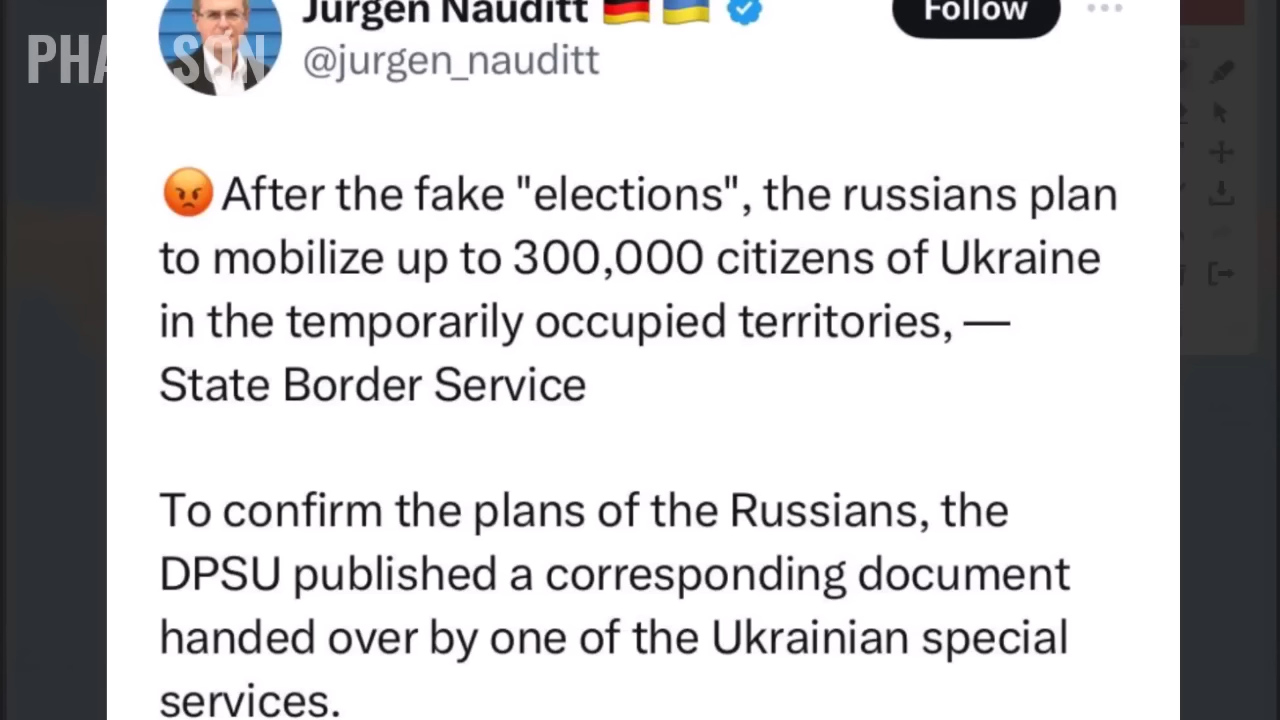 Jurgen Nauditt 🇩🇪 🇺🇦
Follow
@jurgen_nauditt
😡After the fake "elections", the russians plan
to mobilize up to 300,000 citizens of Ukraine
in the temporarily occupied territories, —
State Border Service
To confirm the plans of the Russians, the
DPSU published a corresponding document
handed over by one of the Ukrainian special
services.